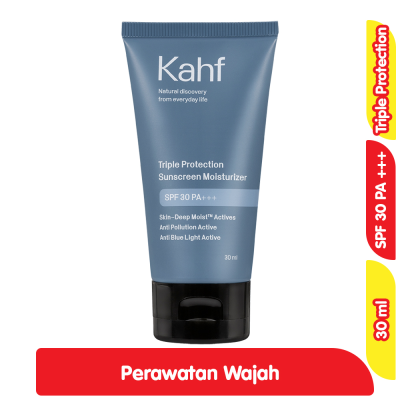 Kahf
Natural discovery
from everyday life
Triple Protection
Sunscreen Moisturizer
SPF 30 PA+++
Skin-Deep Moist™ Actives
Anti Pollution Active
Anti Blue Light Active
30 ml
Triple Protection
SPF 30 PA +++
30 ml
Perawatan Wajah